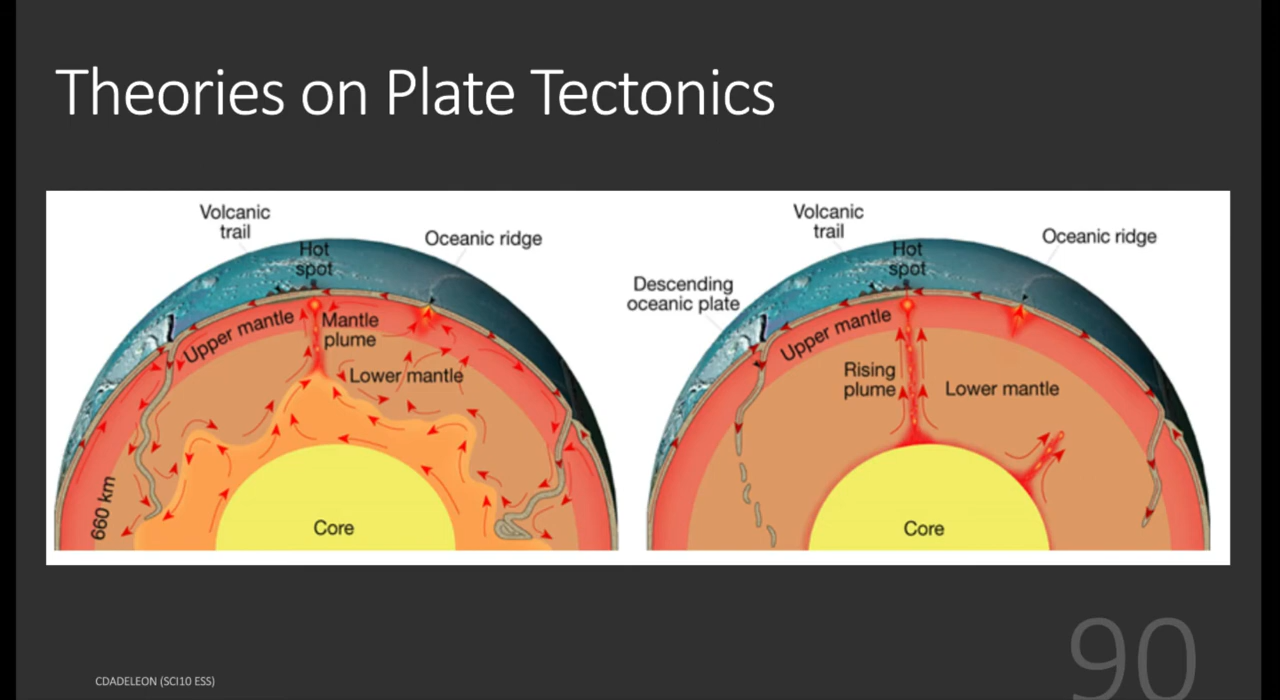 Theories on Plate Tectonics
Volcanic
trail
Hot
spot
Oceanic ridge
Upper mantle
Mantle
plume
Lower mantle
660 km
Core
Volcanic
trail
Hot
spot
Oceanic ridge
Descending
oceanic plate
Upper mantle
Rising
plume
Lower mantle
Core
CDADELEON (SCI10 ESS)
90